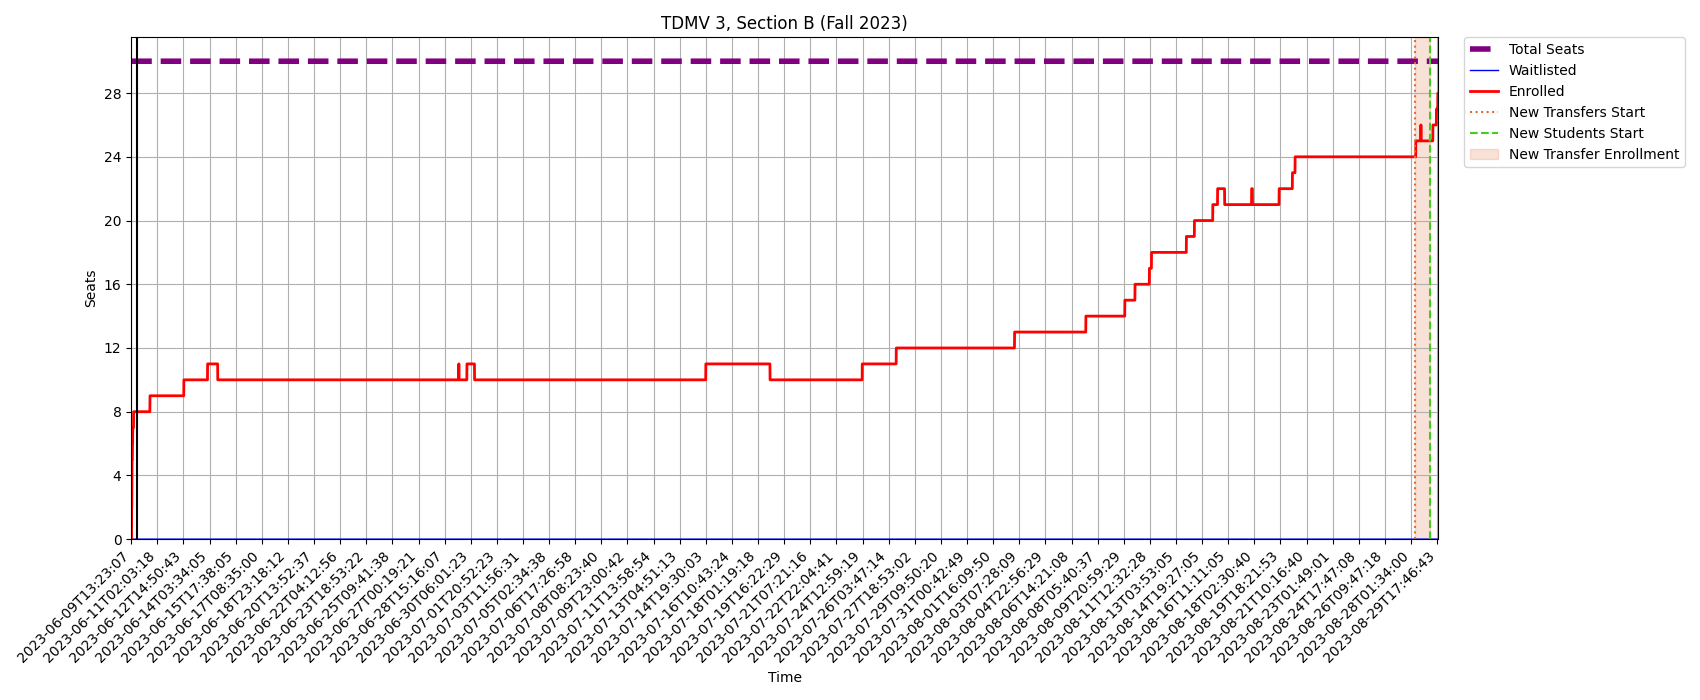 TDMV 3, Section B (Fall 2023)
Total Seats
Waitlisted
Enrolled
New Transfers Start
New Students Start
New Transfer Enrollment
Seats
28
24
20
16
12
8
4
0
2023-06-09T13:23:07
2023-06-11T02:03:18
2023-06-12T14:50:43
2023-06-14T03:34:05
2023-06-15T17:38:05
2023-06-17T08:35:00
2023-06-18T23:18:12
2023-06-20T13:52:37
2023-06-22T04:12:56
2023-06-23T18:53:22
2023-06-25T09:41:38
2023-06-27T00:19:21
2023-06-28T15:16:07
2023-06-30T06:01:23
2023-07-01T20:52:23
2023-07-03T11:56:31
2023-07-05T02:34:38
2023-07-06T17:26:58
2023-07-08T08:23:40
2023-07-09T23:00:42
2023-07-11T13:58:54
2023-07-13T04:51:13
2023-07-14T19:30:03
2023-07-16T10:43:24
2023-07-18T01:19:18
2023-07-19T16:22:29
2023-07-21T07:21:16
2023-07-22T22:04:41
2023-07-24T12:59:19
2023-07-26T03:47:14
2023-07-27T18:53:02
2023-07-29T09:50:20
2023-07-31T00:42:49
2023-08-01T16:09:50
2023-08-03T07:28:09
2023-08-04T22:56:29
2023-08-06T14:21:08
2023-08-08T05:40:37
2023-08-09T20:59:29
2023-08-11T12:32:28
2023-08-13T03:53:05
2023-08-14T19:27:05
2023-08-16T11:11:05
2023-08-18T02:30:40
2023-08-19T18:21:53
2023-08-21T10:16:40
2023-08-23T01:49:01
2023-08-24T17:47:08
2023-08-26T09:47:18
2023-08-28T01:34:00
2023-08-29T17:46:43
Time